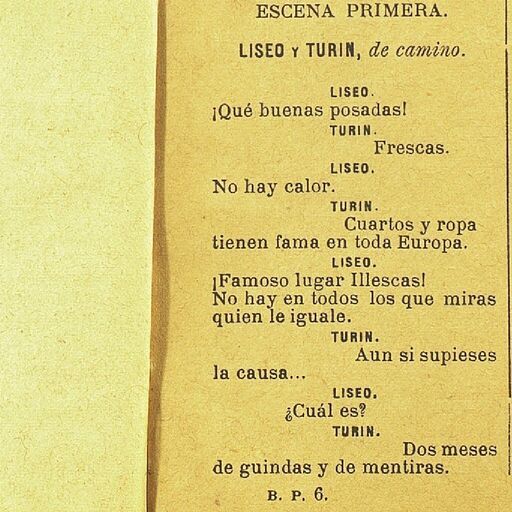 ESCENA PRIMERA.
LISEO Y TURIN, de camino.
LISEO.
¡Qué buenas posadas!
TURIN.
Frescas.
LISEO.
No hay calor.
TURIN.
Cuartos y ropa
tienen fama en toda Europa.
LISEO.
¡Famoso lugar Illescas!
No hay en todos los que miras
quien le iguale.
TURIN.
Aun si supieses
la causa...
LISEO.
¿Cuál es?
TURIN.
Dos meses
de guindas y de mentiras.
B. P. 6.